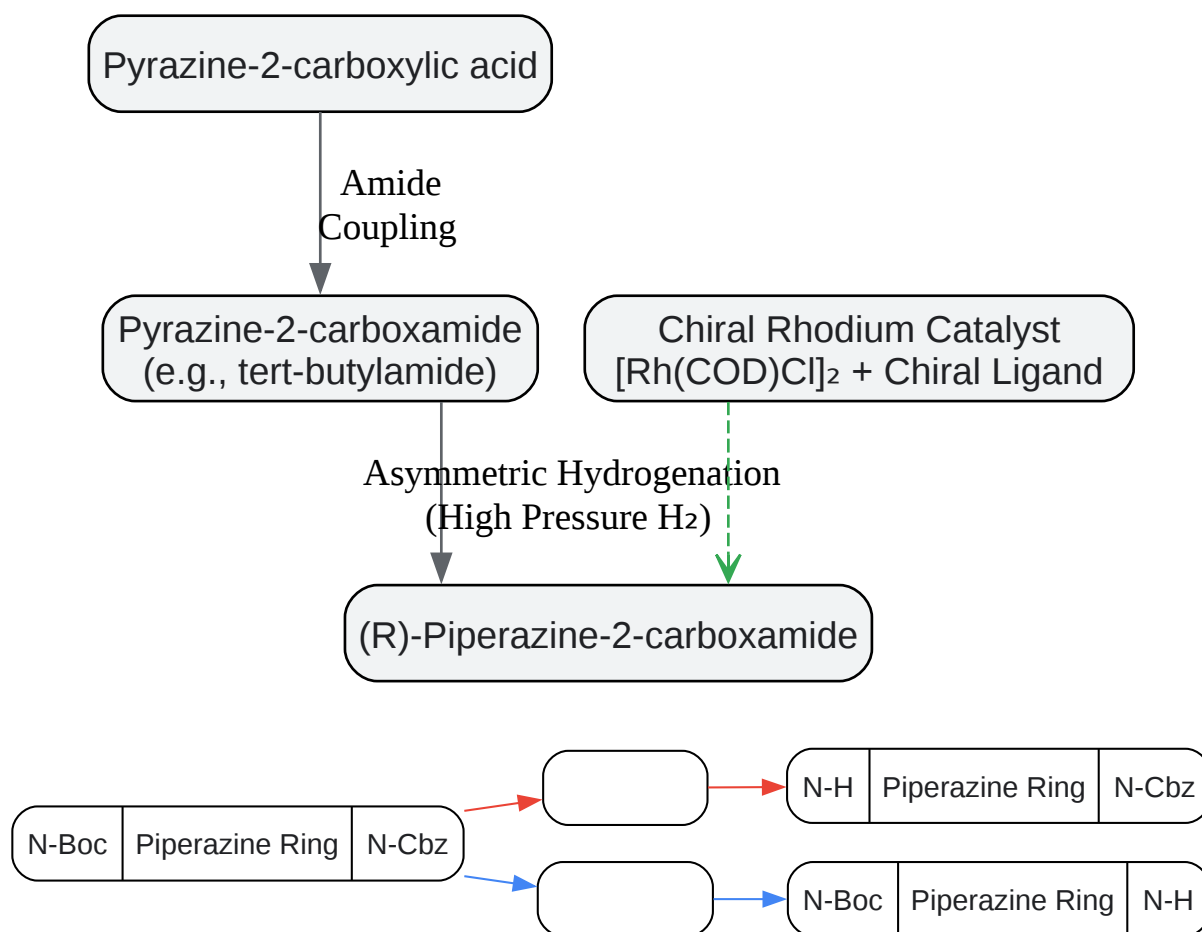 Pyrazine-2-carboxylic acid
Amide
Coupling
Pyrazine-2-carboxamide
(e.g., tert-butylamide)
Chiral Rhodium Catalyst
[Rh(COD)Cl]₂ + Chiral Ligand
Asymmetric Hydrogenation
(High Pressure H₂)
(R)-Piperazine-2-carboxamide
N-Boc Piperazine Ring N-Cbz
N-H Piperazine Ring N-Cbz
N-Boc Piperazine Ring N-H